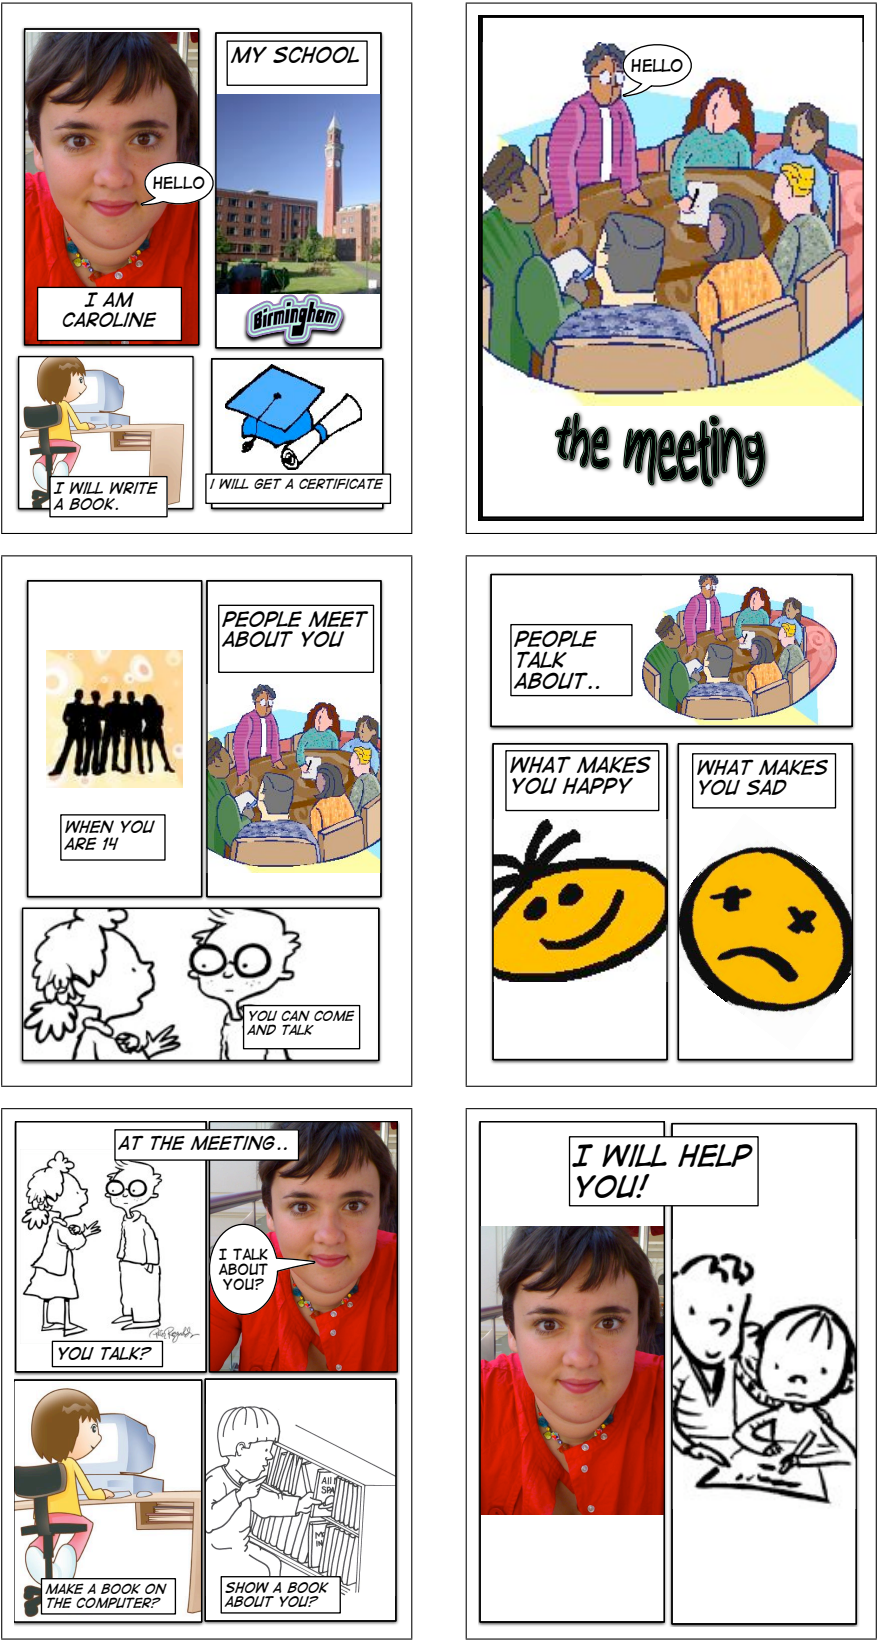 MY SCHOOL
HELLO
I AM
CAROLINE
Birmingham
I WILL WRITE
A BOOK.
I WILL GET A CERTIFICATE
HELLO
the meeting
WHEN YOU
ARE 14
PEOPLE MEET
ABOUT YOU
YOU CAN COME
AND TALK
PEOPLE
TALK
ABOUT..
WHAT MAKES
YOU HAPPY
WHAT MAKES
YOU SAD
AT THE MEETING..
YOU TALK?
I TALK
ABOUT
YOU?
MAKE A BOOK ON
THE COMPUTER?
All
SPA
SHOW A BOOK
ABOUT YOU?
I WILL HELP
YOU!